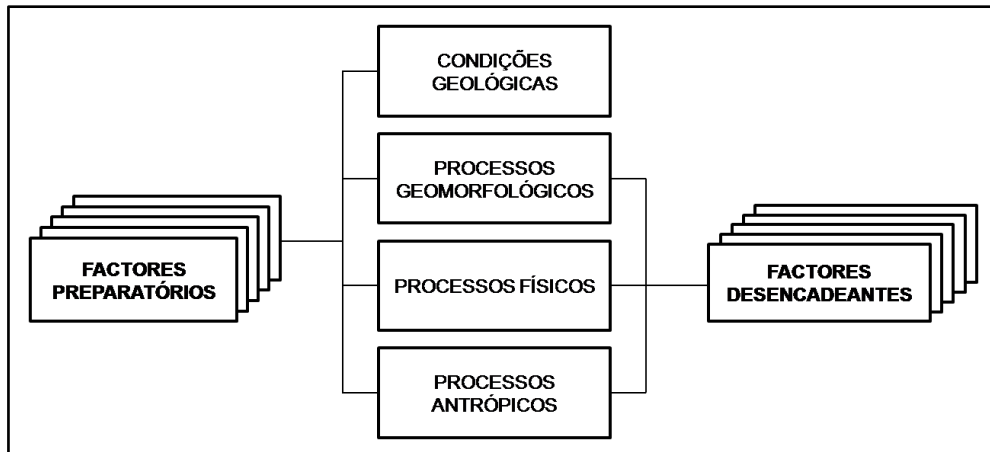 CONDIÇÕES
GEOLÓGICAS
PROCESSOS
GEOMORFOLÓGICOS
FACTORES
PREPARATÓRIOS
PROCESSOS FÍSICOS
FACTORES
DESENCADEANTES
PROCESSOS
ANTRÓPICOS